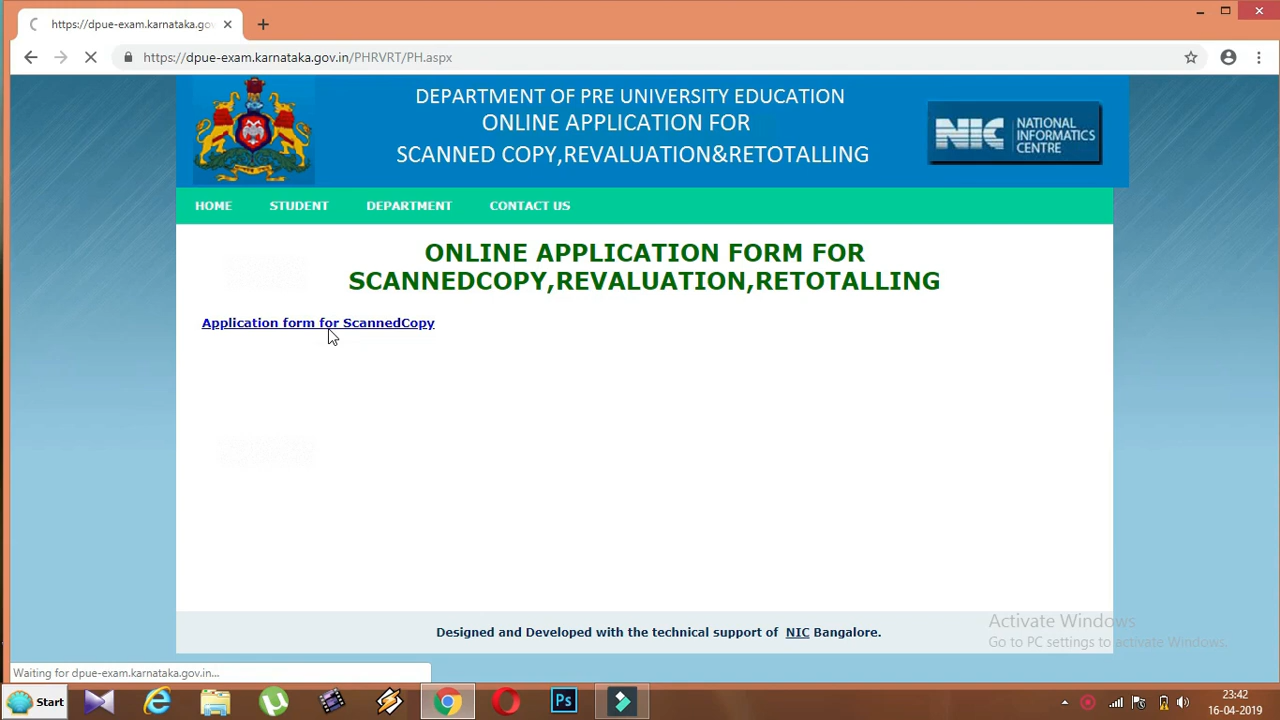 https://dpue-exam.karnataka.gov
https://dpue-exam.karnataka.gov.in/PHRVRT/PH.aspx
DEPARTMENT OF PRE UNIVERSITY EDUCATION
ONLINE APPLICATION FOR
SCANNED COPY,REVALUATION&RETOTALLING
NIC NATIONAL
INFORMATICS
CENTRE
HOME STUDENT DEPARTMENT CONTACT US
ONLINE APPLICATION FORM FOR
SCANNEDCOPY,REVALUATION,RETOTALLING
Application form for ScannedCopy
Designed and Developed with the technical support of NIC Bangalore.
Activate Windows
Go to PC settings to activate Windows.
Waiting for dpue-exam.karnataka.gov.in...
Start
Ps
23:42
16-04-2019